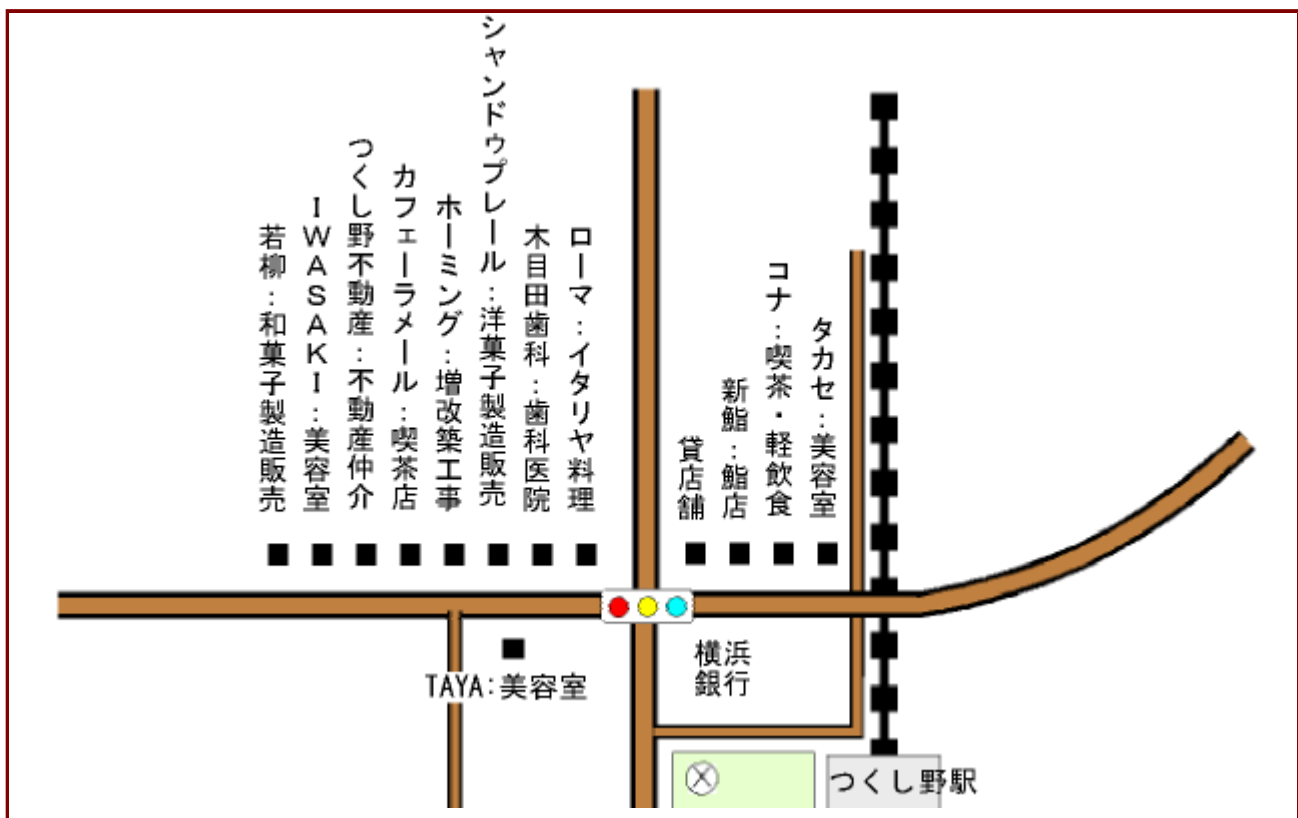 シャンドゥプレール:洋菓子製造販売
つくし野不動産:不動産仲介
カフェーラメール:喫茶店
ホーミング:増改築工事
IWASAKI:美容室
若柳:和菓子製造販売
木目田歯科:歯科医院
ローマ:イタリヤ料理
コナ:喫茶・軽飲食
タカセ:美容室
新鮨:鮨店
貸店舗
TAYA:美容室
横浜
銀行
つくし野駅